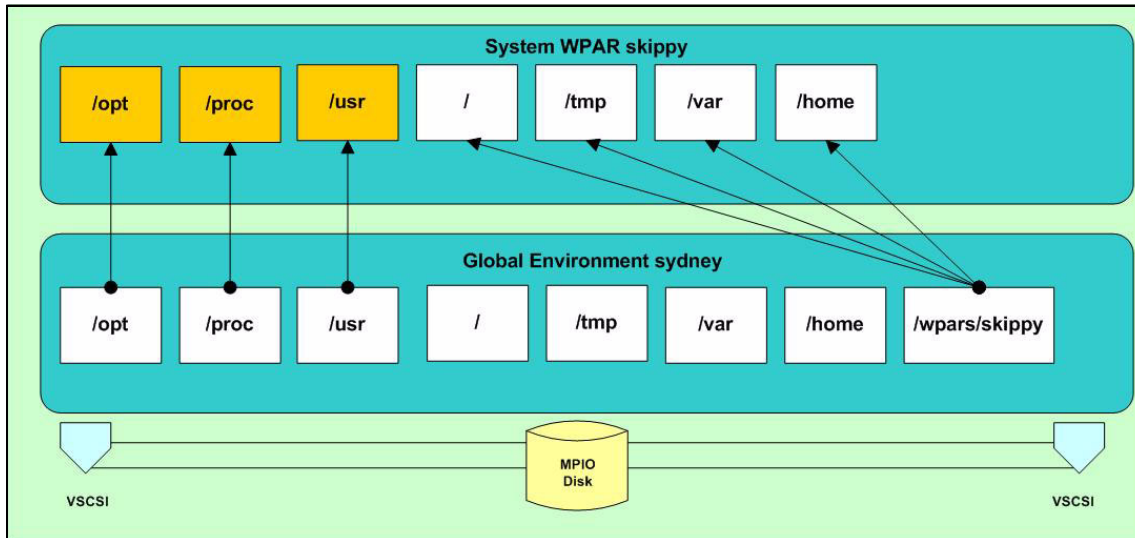 System WPAR skippy
/opt
/proc
/usr
/
/tmp
/var
/home
Global Environment sydney
/opt
/proc
/usr
/
/tmp
/var
/home
/wpars/skippy
MPIO
Disk
VSCSI
VSCSI